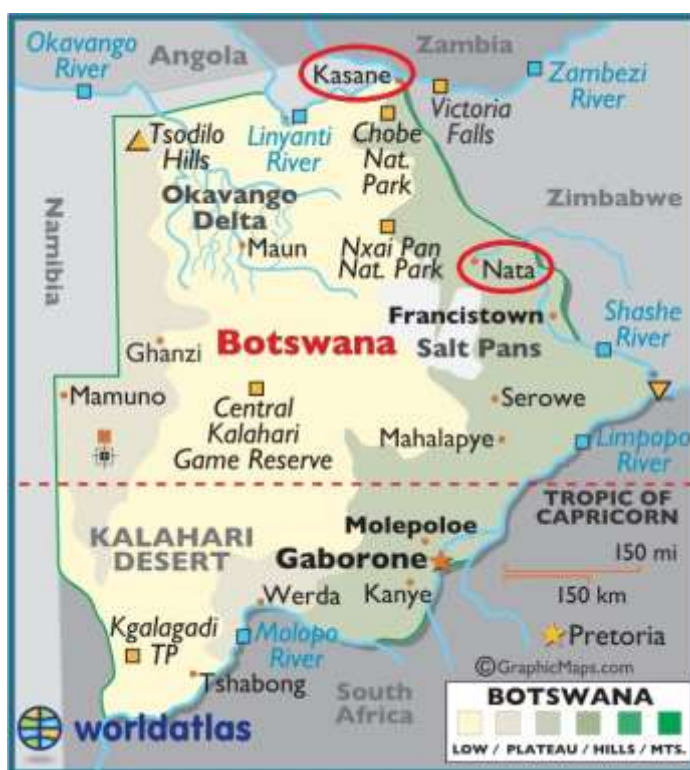 Okavango
River
Angola
Zambia
Kasane
Zambezi
River
Tsodilo
Hills
Linyanti
River
Chobe
Nat.
Park
Victoria
Falls
Okavango
Delta
Zimbabwe
Namibia
Maun
Nxai Pan
Nat. Park
Nata
Shashe
River
Francistown
Ghanzi
Botswana
Salt Pans
Mamuno
Central
Kalahari
Game Reserve
Serowe
Mahalapye
Limpopo
River
TROPIC OF
CAPRICORN
KALAHARI
DESERT
Molepoloe
Gaborone
150 mi
150 km
Werda
Kanye
Kgalagadi
TP
Molopo
River
Pretoria
©GraphicMaps.com
Tshabong
South
Africa
worldatlas
BOTSWANA
LOW / PLATEAU / HILLS / MTS.